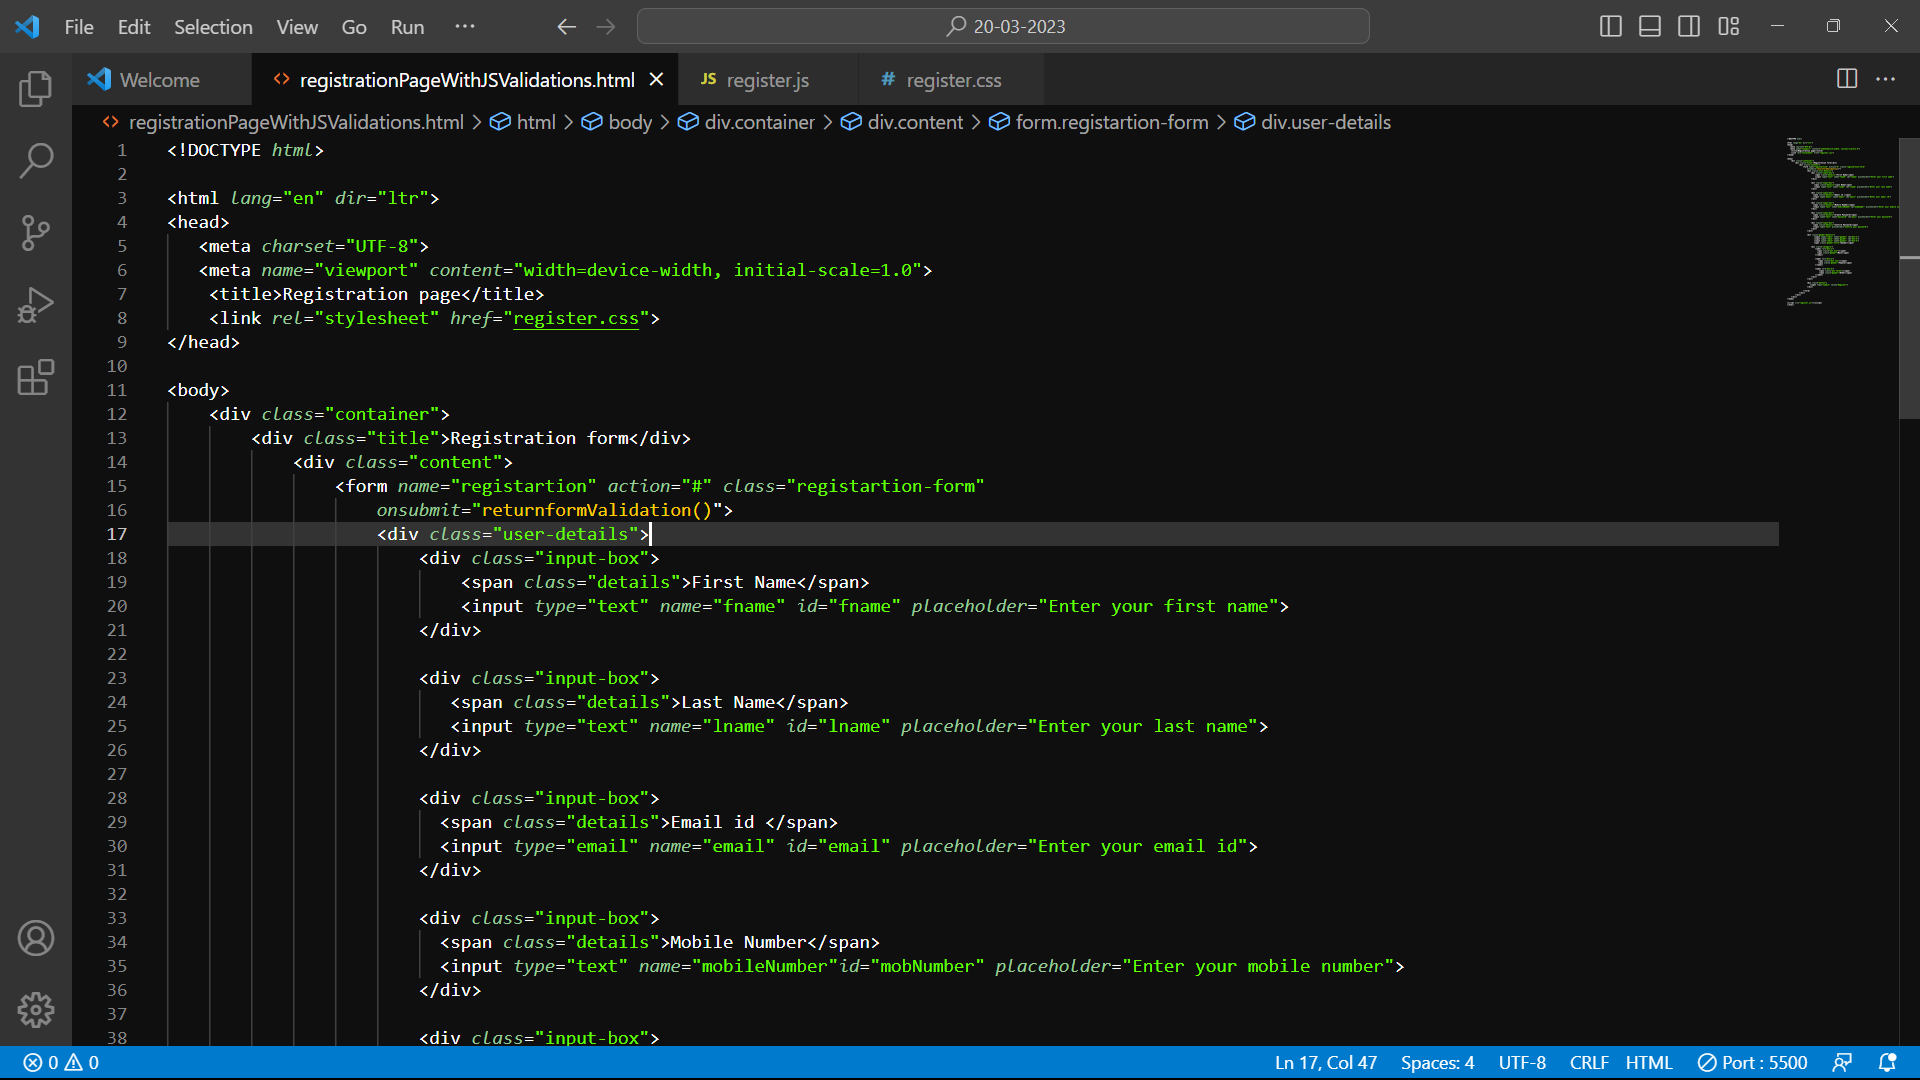 File Edit Selection View Go Run ··· 20-03-2023
Welcome <> registrationPageWithJSValidations.html JS register.js # register.css ···
<> registrationPageWithJSValidations.html > html > body > div.container > div.content > form.registartion-form > div.user-details
1 <!DOCTYPE html>
2
3 <html lang="en" dir="ltr">
4 <head>
5 <meta charset="UTF-8">
6 <meta name="viewport" content="width=device-width, initial-scale=1.0">
7 <title>Registration page</title>
8 <link rel="stylesheet" href="register.css">
9 </head>
10
11 <body>
12 <div class="container">
13 <div class="title">Registration form</div>
14 <div class="content">
15 <form name="registartion" action="#" class="registartion-form"
16 onsubmit="returnformValidation()">
17 <div class="user-details">
18 <div class="input-box">
19 <span class="details">First Name</span>
20 <input type="text" name="fname" id="fname" placeholder="Enter your first name">
21 </div>
22
23 <div class="input-box">
24 <span class="details">Last Name</span>
25 <input type="text" name="lname" id="lname" placeholder="Enter your last name">
26 </div>
27
28 <div class="input-box">
29 <span class="details">Email id </span>
30 <input type="email" name="email" id="email" placeholder="Enter your email id">
31 </div>
32
33 <div class="input-box">
34 <span class="details">Mobile Number</span>
35 <input type="text" name="mobileNumber"id="mobNumber" placeholder="Enter your mobile number">
36 </div>
37
38 <div class="input-box">
0 0 Ln 17, Col 47 Spaces: 4 UTF-8 CRLF HTML Port : 5500